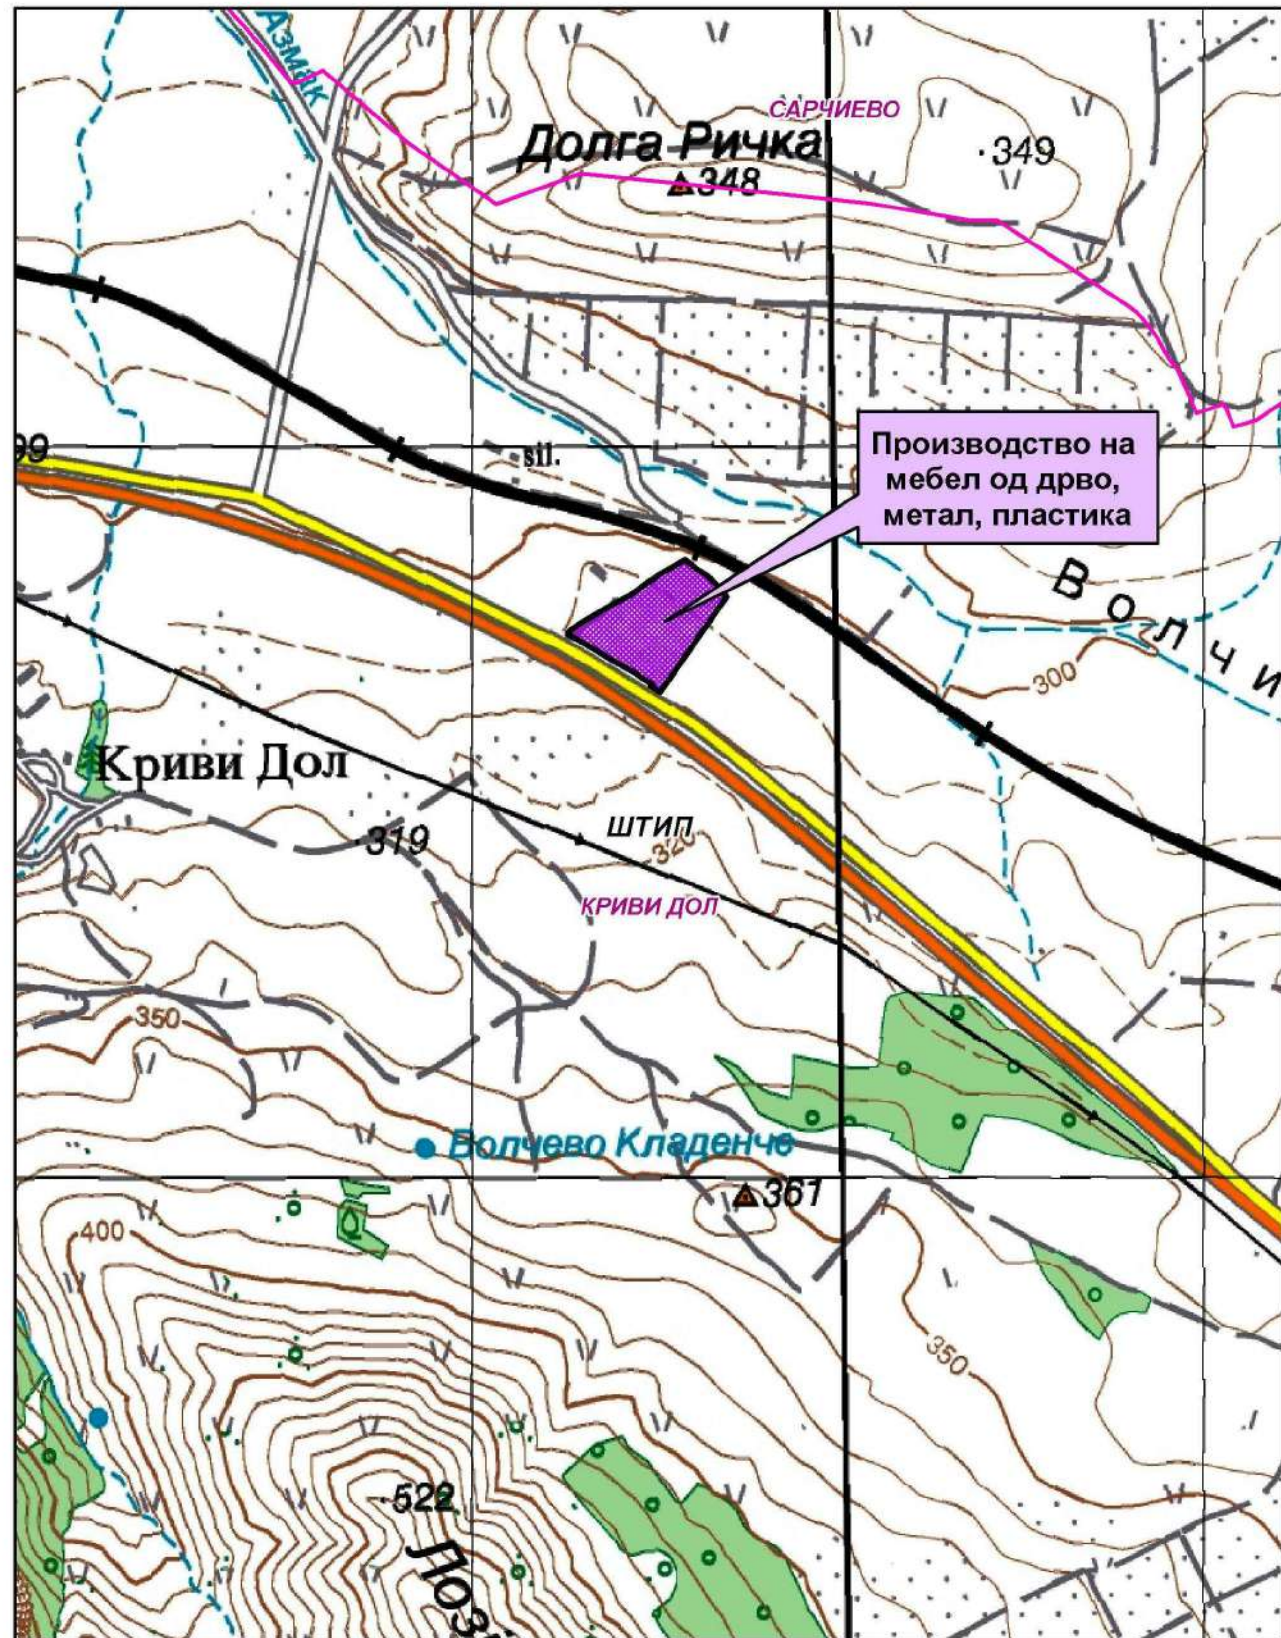 Азмак
САРЧИЕВО
Долга Ричка
349
348
99
sil.
Производство на
мебел од дрво,
метал, пластика
Волчи
300
Криви Дол
ШТИП
319
320
КРИВИ ДОЛ
350
Волчево Кладенче
361
400
350
522
Лозі